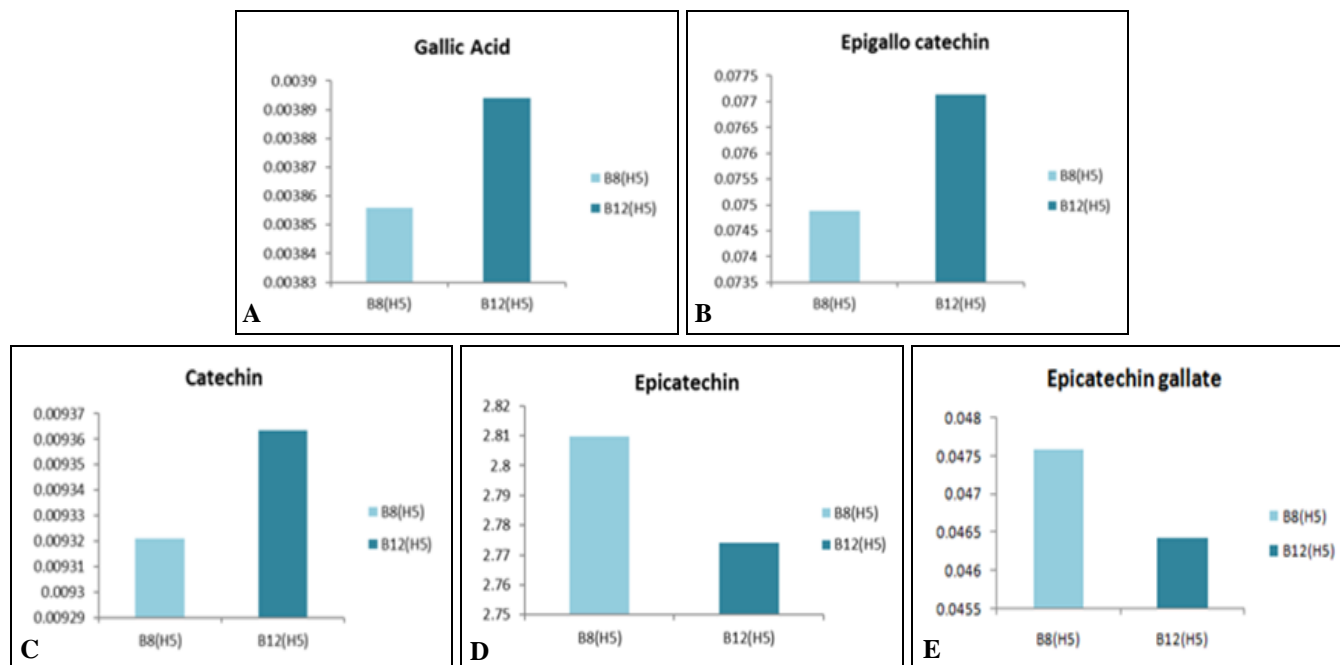 Gallic Acid
0.0039
0.00389
0.00388
0.00387
0.00386
0.00385
0.00384
0.00383
B8(H5)
B12(H5)
B8(H5)
B12(H5)
A
Epigallo catechin
0.0775
0.077
0.0765
0.076
0.0755
0.075
0.0745
0.074
0.0735
B8(H5)
B12(H5)
B8(H5)
B12(H5)
B
Catechin
0.00937
0.00936
0.00935
0.00934
0.00933
0.00932
0.00931
0.0093
0.00929
B8(H5)
B12(H5)
B8(H5)
B12(H5)
C
Epicatechin
2.82
2.81
2.8
2.79
2.78
2.77
2.76
2.75
B8(H5)
B12(H5)
B8(H5)
B12(H5)
D
Epicatechin gallate
0.048
0.0475
0.047
0.0465
0.046
0.0455
B8(H5)
B12(H5)
B8(H5)
B12(H5)
E